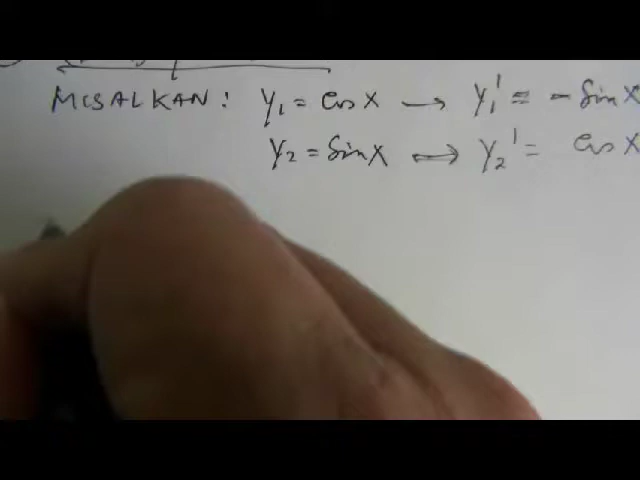 MISALKAN: y₁ = cos x → y₁' = - sin x
y₂ = sin x ⟷ y₂' = cos x